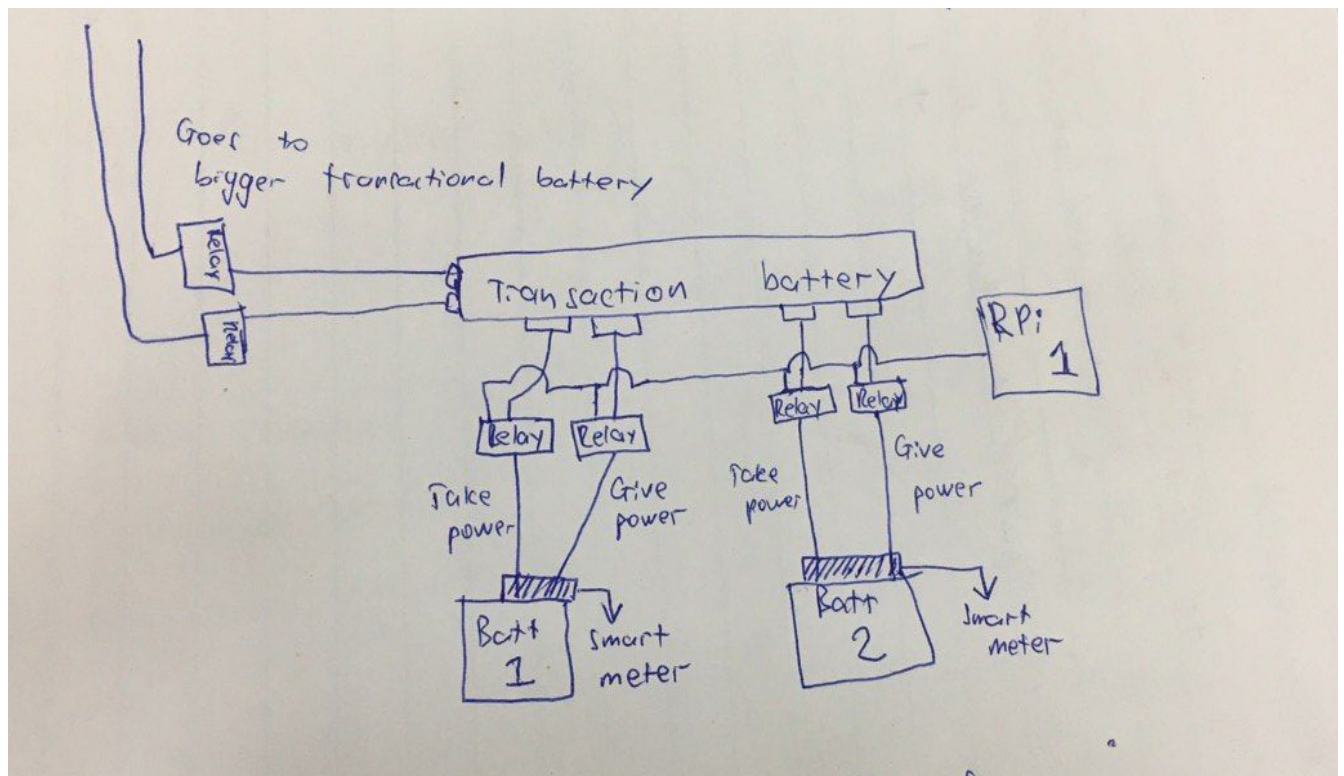 Goes to
bigger transactional battery
Relay
Relay
Transaction battery
RPi
1
Relay
Relay
Relay
Relay
Take
power
Give
power
Take
power
Give
power
Batt
1
Smart
meter
Batt
2
Smart
meter